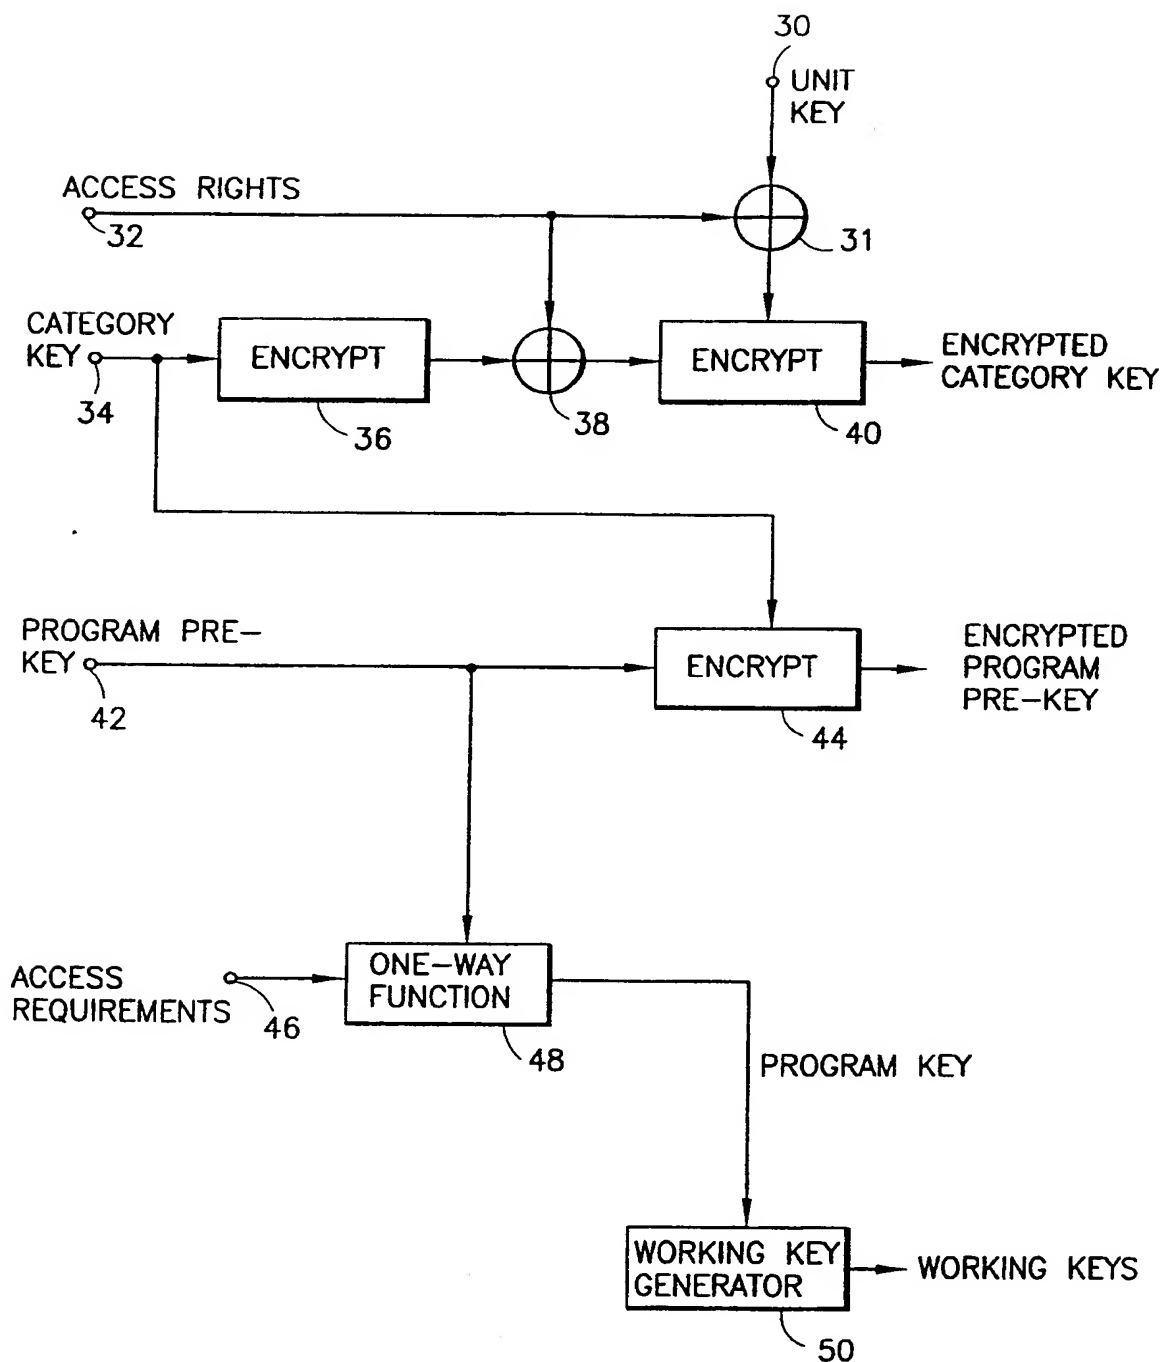 30
UNIT
KEY
ACCESS RIGHTS
32
31
CATEGORY
KEY
34
ENCRYPT
36
38
ENCRYPT
40
ENCRYPTED
CATEGORY KEY
PROGRAM PRE-
KEY
42
ENCRYPT
44
ENCRYPTED
PROGRAM
PRE-KEY
ACCESS
REQUIREMENTS
46
ONE-WAY
FUNCTION
48
PROGRAM KEY
WORKING KEY
GENERATOR
50
WORKING KEYS